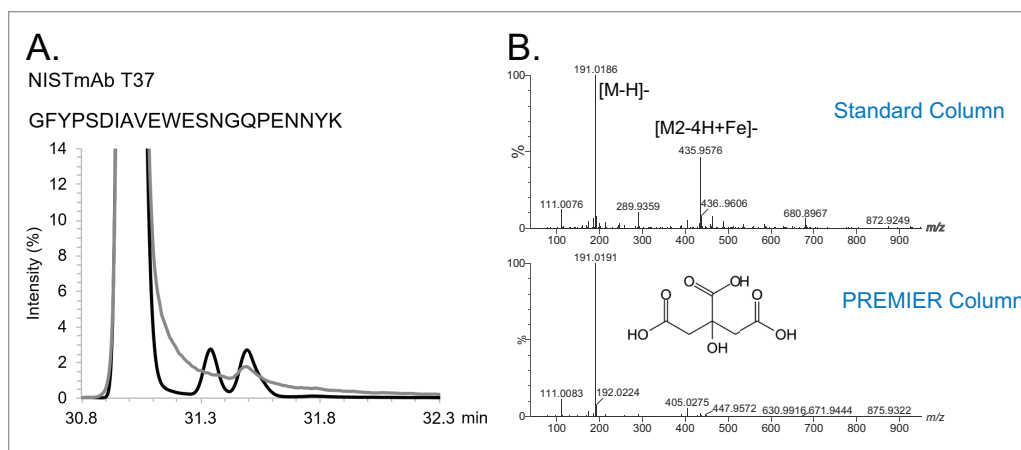 A.
NISTmAb T37
GFYPSDIAVEWESNGQPENNYK
14
12
10
8
6
4
2
0
Intensity (%)
30.8
31.3
31.8
32.3 min
B.
100
%
0
191.0186
[M-H]-
[M2-4H+Fe]-
435.9576
111.0076
289.9359
436..9606
680.8967
872.9249
Standard Column
100 200 300 400 500 600 700 800 900 m/z
100
%
0
191.0191
O
OH
O
O
HO
OH
OH
PREMIER Column
111.0083
192.0224
405.0275
447.9572
630.9916
671.9444
875.9322
100 200 300 400 500 600 700 800 900 m/z